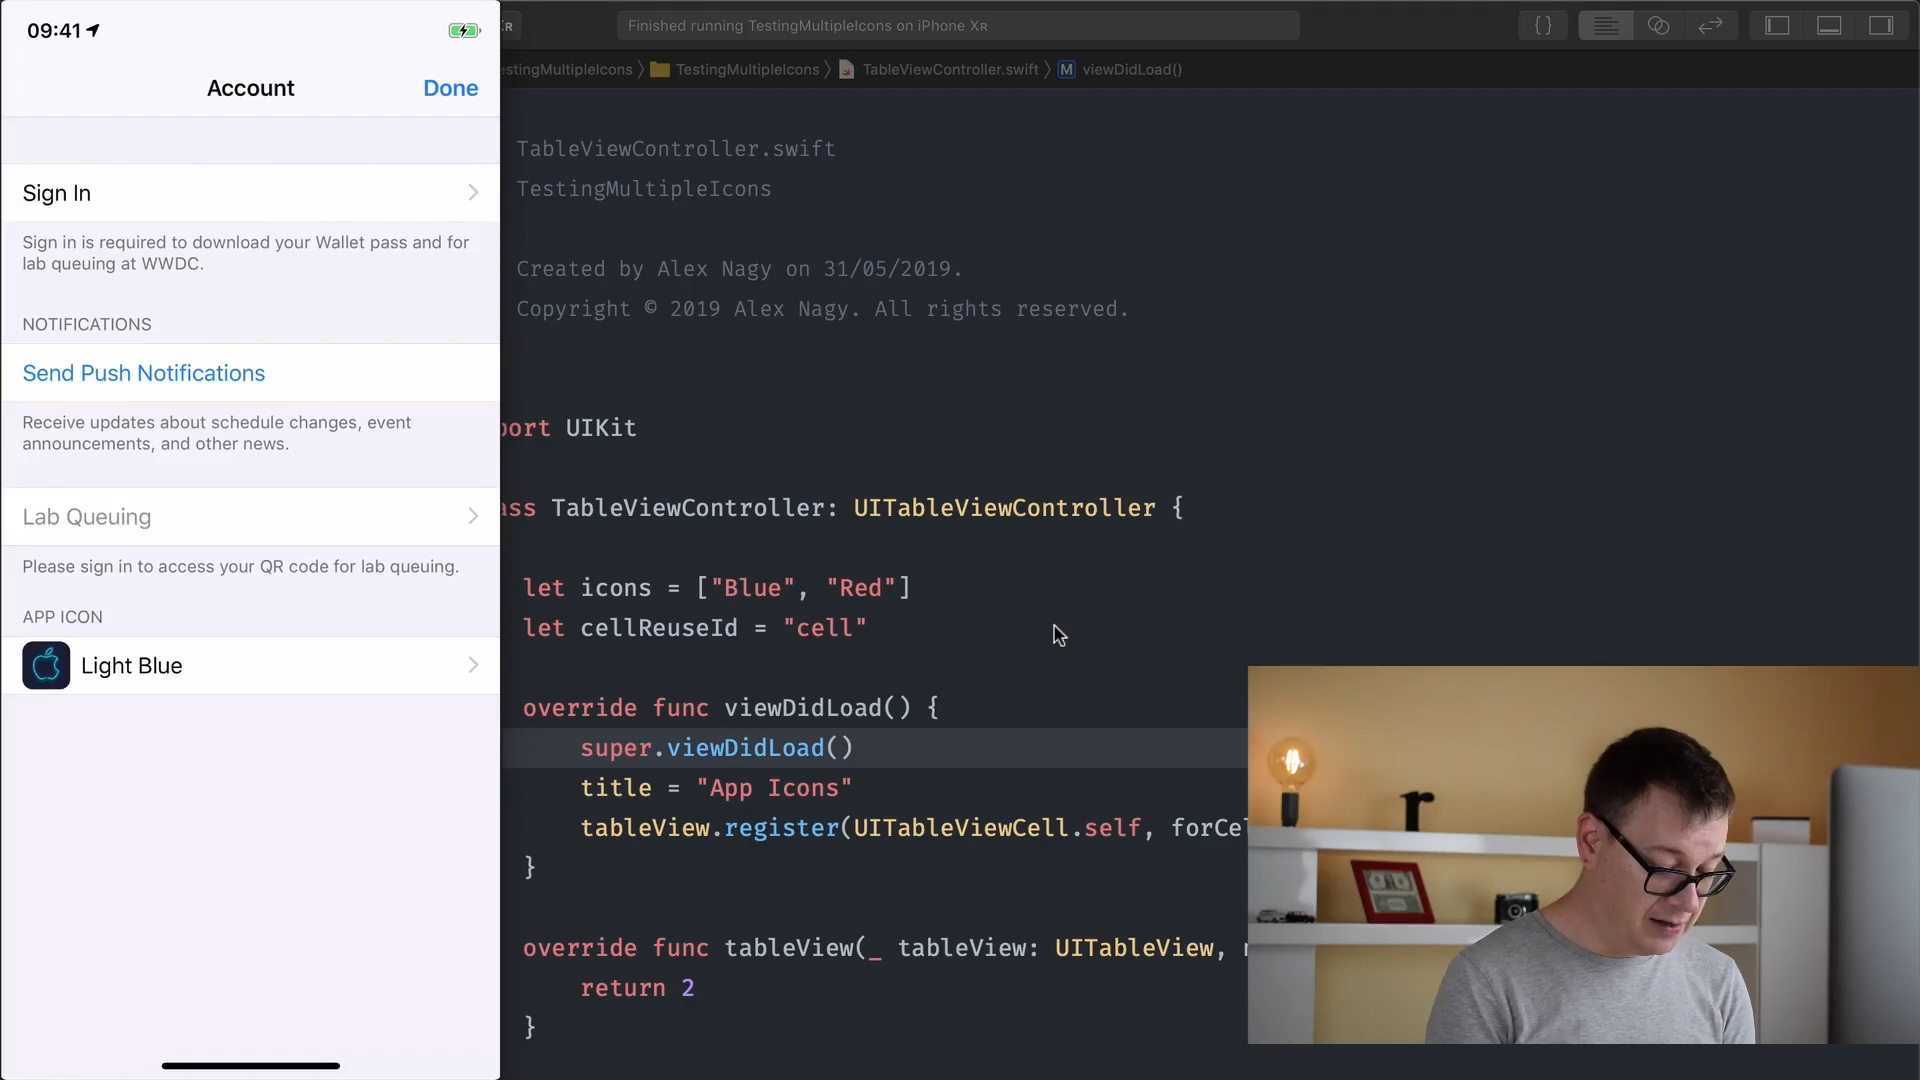 09:41
Account
Done
Sign In
Sign in is required to download your Wallet pass and for
lab queuing at WWDC.
NOTIFICATIONS
Send Push Notifications
Receive updates about schedule changes, event
announcements, and other news.
Lab Queuing
Please sign in to access your QR code for lab queuing.
APP ICON
Light Blue
R
Finished running TestingMultipleIcons on iPhone XR
{ }
stingMultipleIcons
TestingMultipleIcons
TableViewController.swift
M viewDidLoad()
TableViewController.swift
TestingMultipleIcons
Created by Alex Nagy on 31/05/2019.
Copyright © 2019 Alex Nagy. All rights reserved.
port UIKit
ass TableViewController: UITableViewController {
let icons = ["Blue", "Red"]
let cellReuseId = "cell"
override func viewDidLoad() {
super.viewDidLoad()
title = "App Icons"
tableView.register(UITableViewCell.self, forCel
}
override func tableView(_ tableView: UITableView,
return 2
}